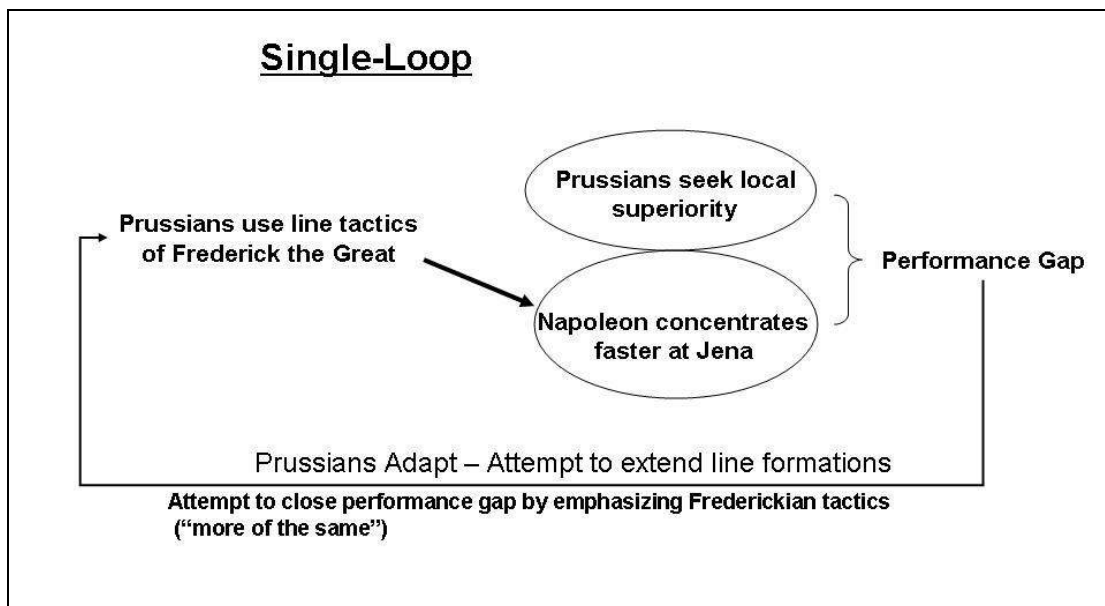 Single-Loop
Prussians seek local
superiority
Prussians use line tactics
of Frederick the Great
Performance Gap
Napoleon concentrates
faster at Jena
Prussians Adapt – Attempt to extend line formations
Attempt to close performance gap by emphasizing Frederickian tactics
(“more of the same”)